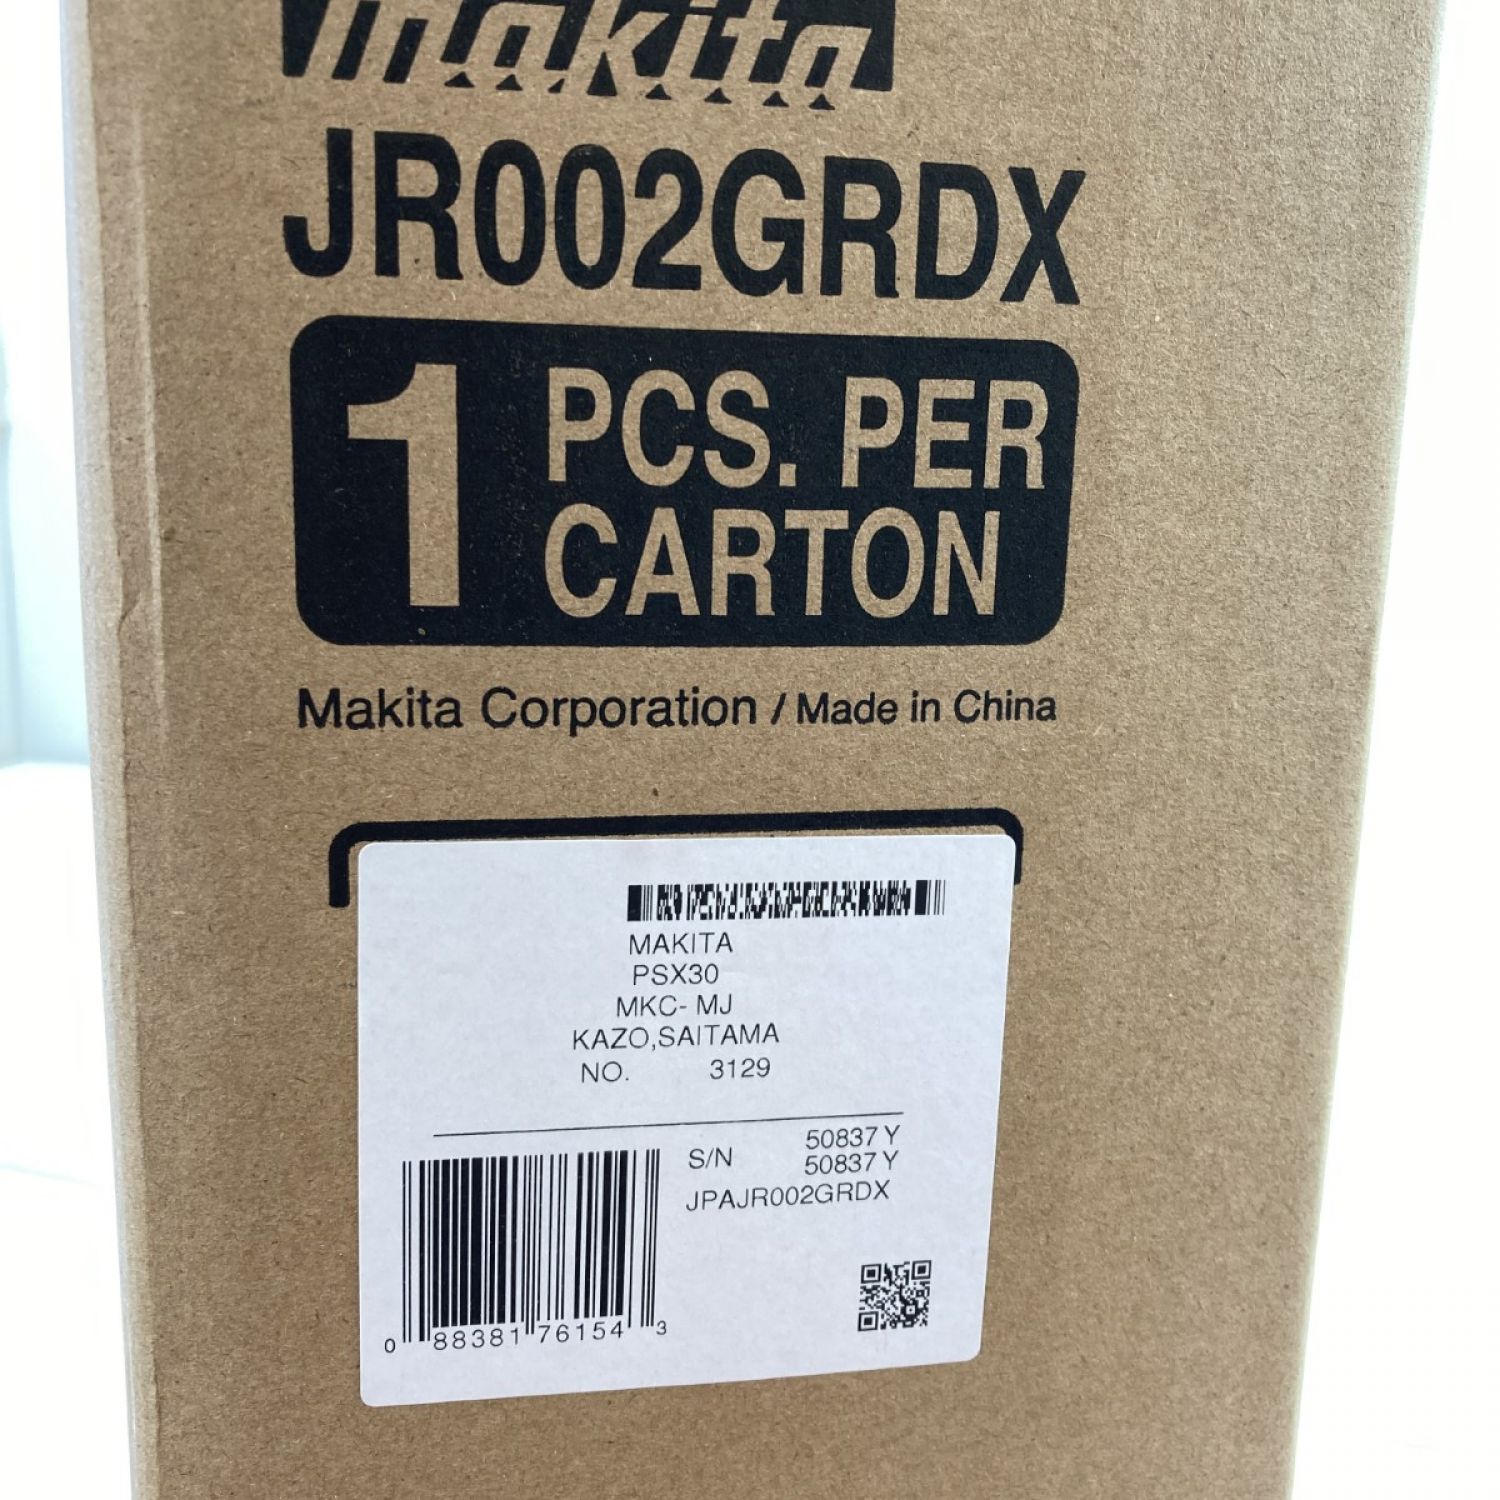 makita
JR002GRDX
1 PCS. PER
CARTON
Makita Corporation / Made in China
MAKITA
PSX30
MKC- MJ
KAZO,SAITAMA
NO. 3129
50837 Y
S/N 50837 Y
JPAJR002GRDX
0 88381 76154 3